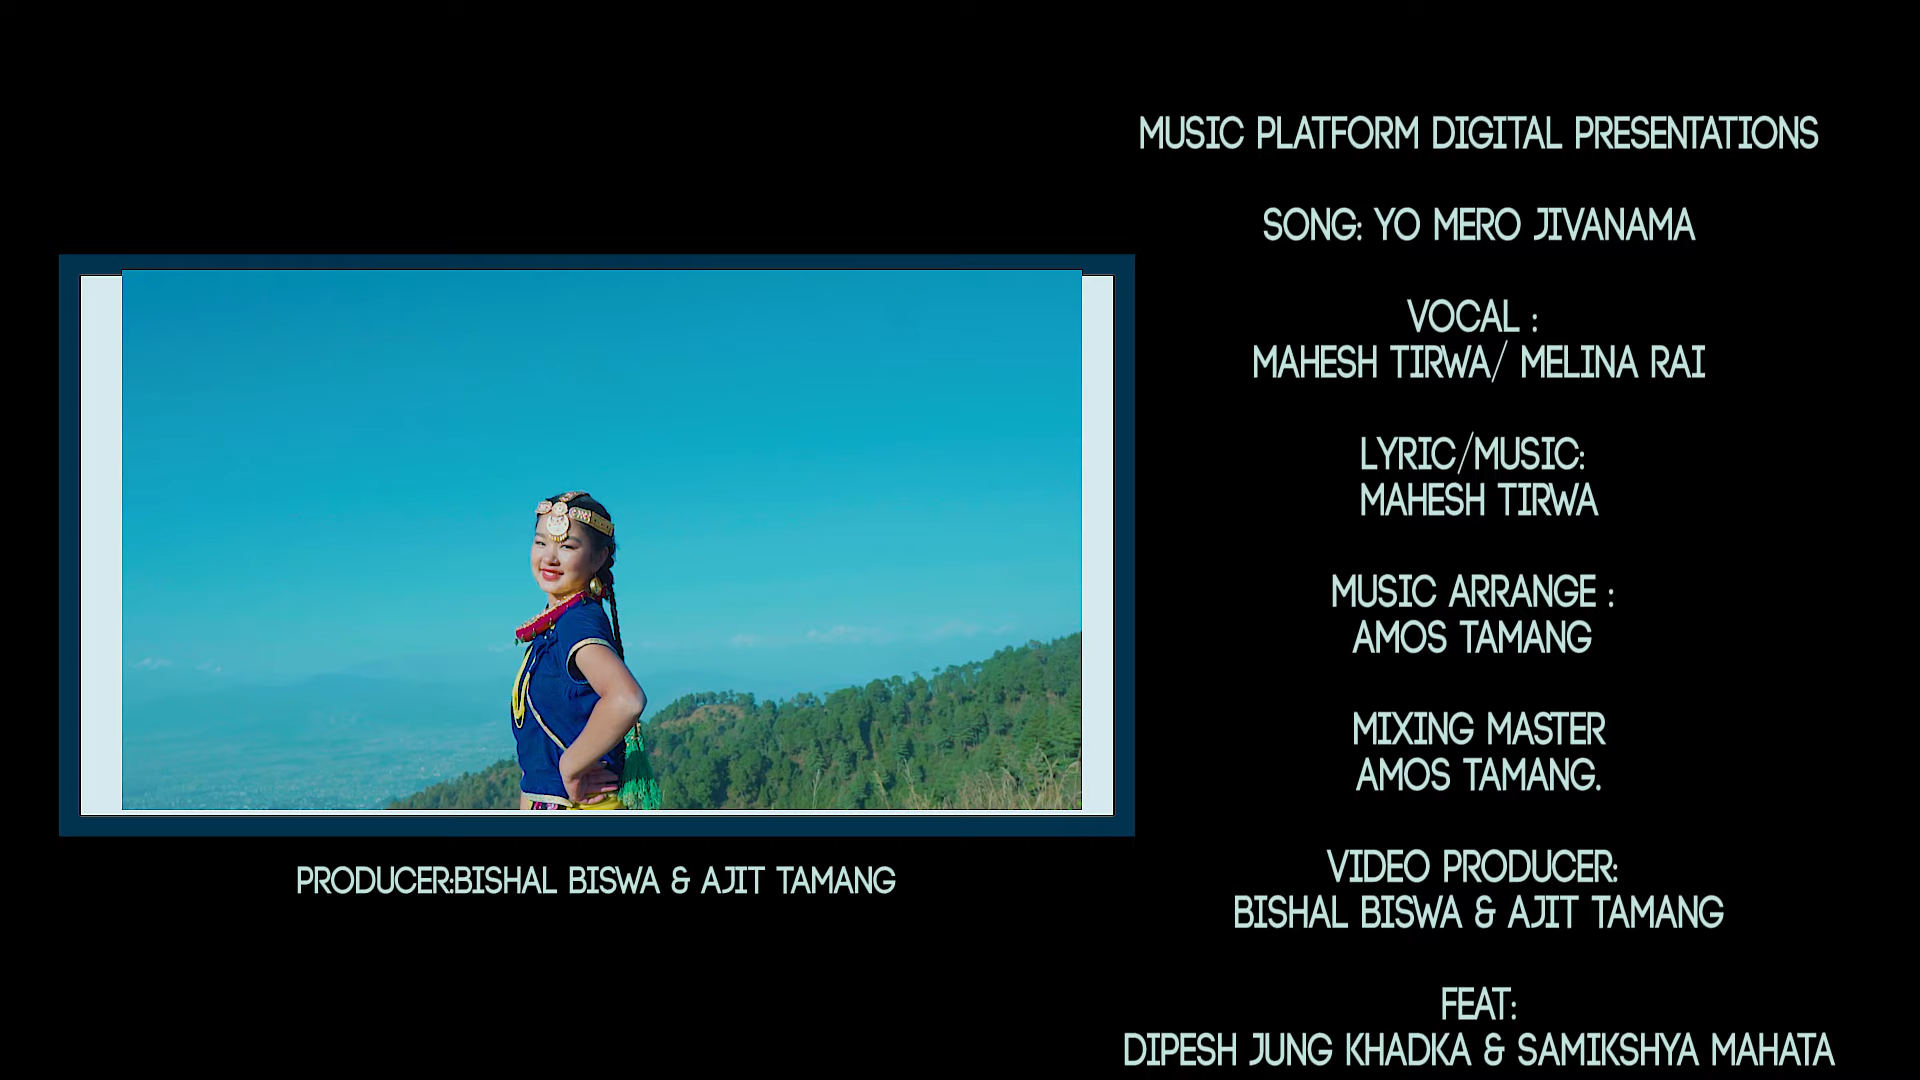 MUSIC PLATFORM DIGITAL PRESENTATIONS
SONG: YO MERO JIVANAMA
VOCAL :
MAHESH TIRWA/ MELINA RAI
LYRIC/MUSIC:
MAHESH TIRWA
MUSIC ARRANGE :
AMOS TAMANG
MIXING MASTER
AMOS TAMANG.
VIDEO PRODUCER:
BISHAL BISWA & AJIT TAMANG
FEAT:
DIPESH JUNG KHADKA & SAMIKSHYA MAHATA
PRODUCER:BISHAL BISWA & AJIT TAMANG